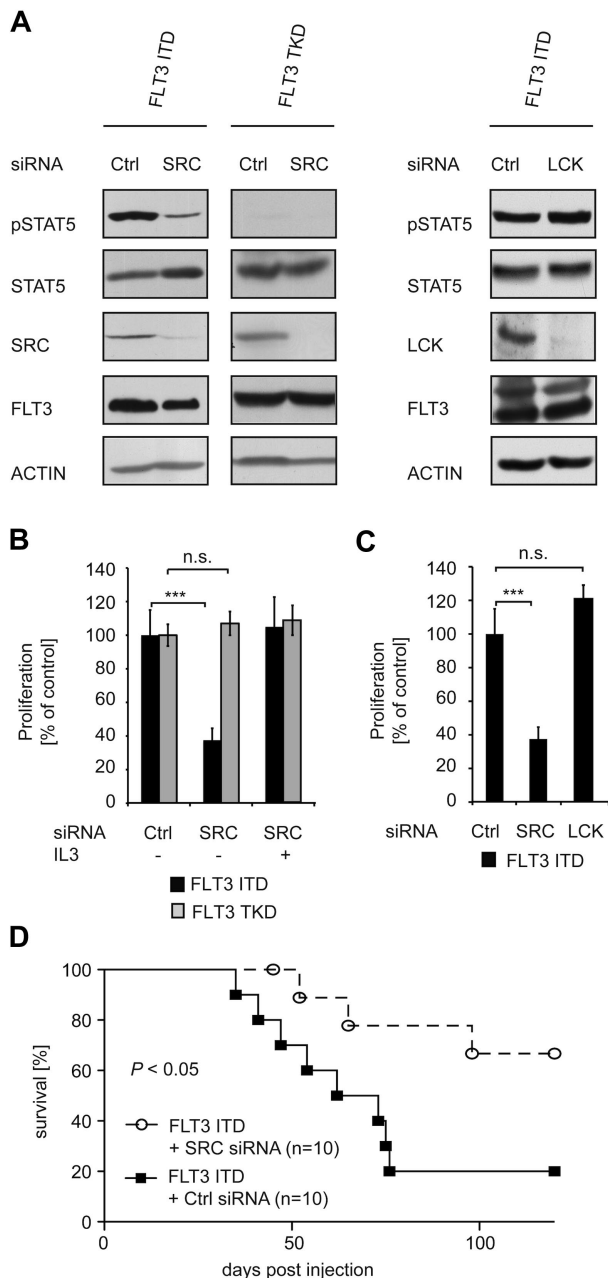 A
FLT3 ITD
FLT3 TKD
FLT3 ITD
siRNA Ctrl SRC Ctrl SRC
pSTAT5
STAT5
SRC
FLT3
ACTIN
siRNA Ctrl LCK
pSTAT5
STAT5
LCK
FLT3
ACTIN
B
n.s.
***
140
120
100
80
60
40
20
0
Proliferation
[% of control]
siRNA Ctrl SRC SRC
IL3 - - +
FLT3 ITD
FLT3 TKD
C
n.s.
***
140
120
100
80
60
40
20
0
Proliferation
[% of control]
siRNA Ctrl SRC LCK
FLT3 ITD
D
100
80
60
40
20
0
survival [%]
P < 0.05
FLT3 ITD
+ SRC siRNA (n=10)
FLT3 ITD
+ Ctrl siRNA (n=10)
0 50 100
days post injection